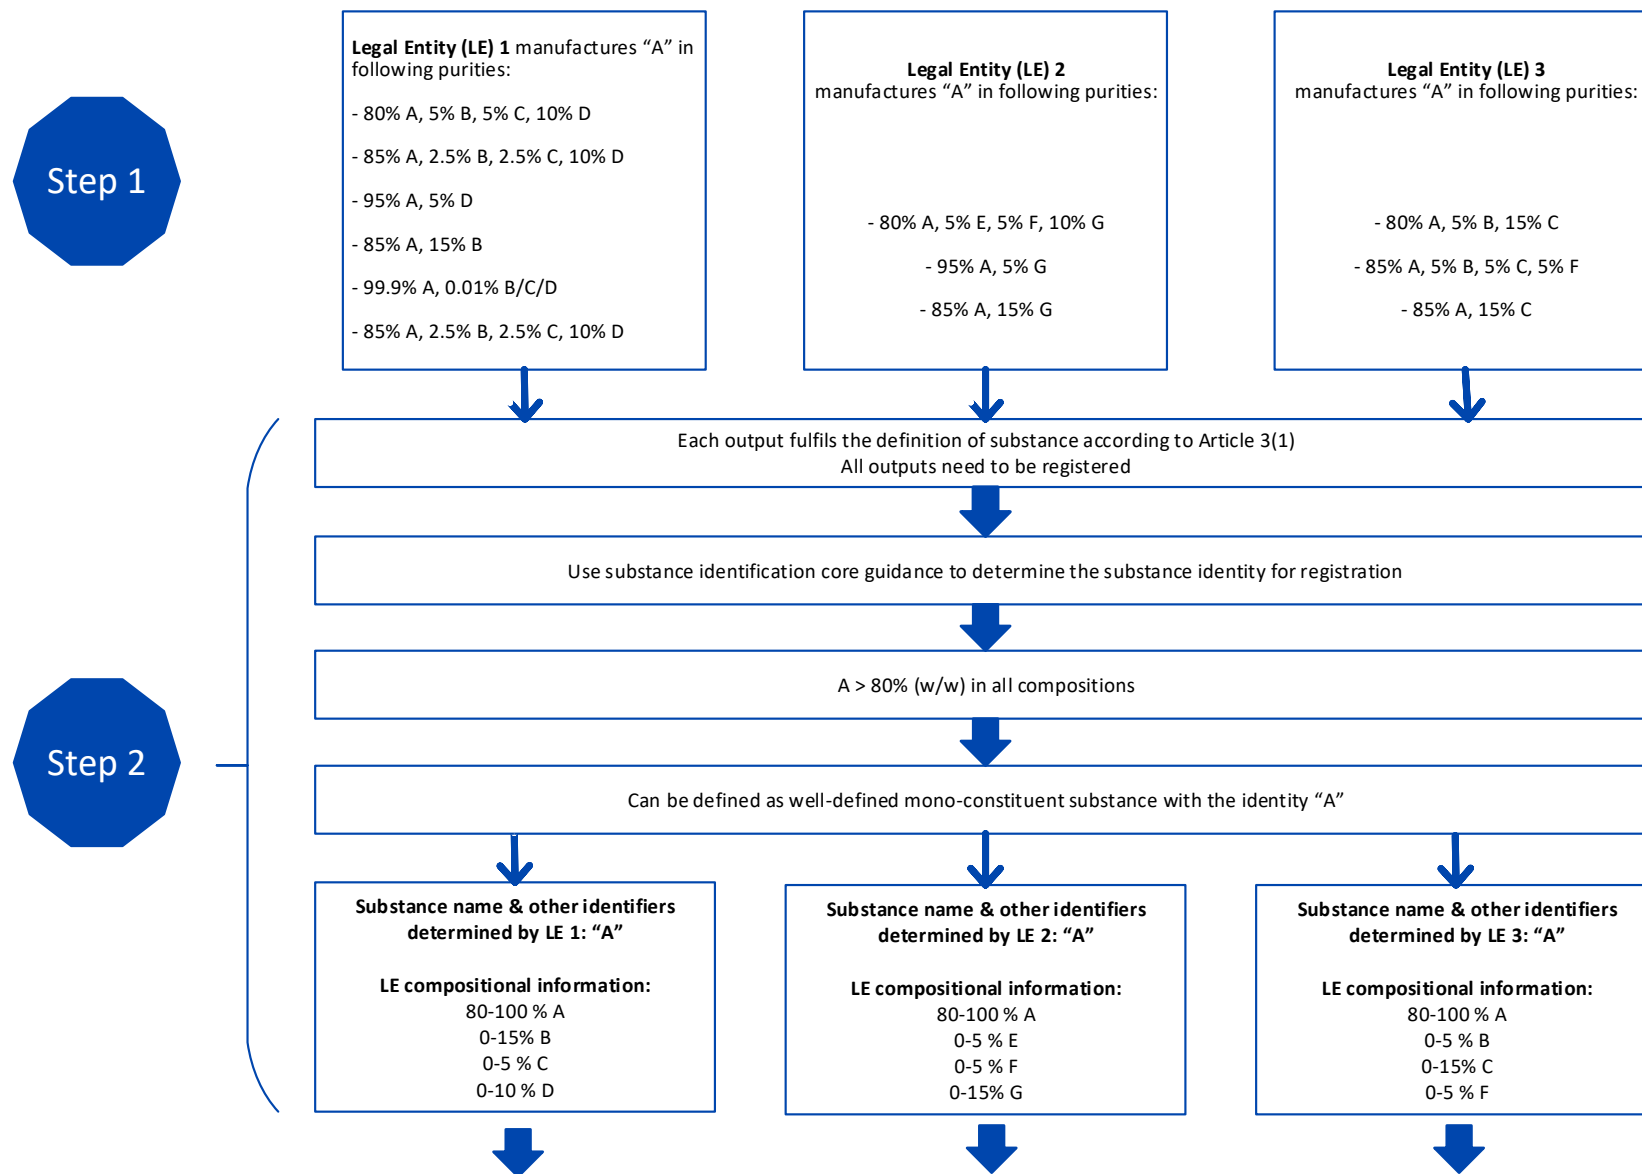 Step 1
Legal Entity (LE) 1 manufactures “A” in
following purities:
- 80% A, 5% B, 5% C, 10% D
- 85% A, 2.5% B, 2.5% C, 10% D
- 95% A, 5% D
- 85% A, 15% B
- 99.9% A, 0.01% B/C/D
- 85% A, 2.5% B, 2.5% C, 10% D
Legal Entity (LE) 2
manufactures “A” in following purities:
- 80% A, 5% E, 5% F, 10% G
- 95% A, 5% G
- 85% A, 15% G
Legal Entity (LE) 3
manufactures “A” in following purities:
- 80% A, 5% B, 15% C
- 85% A, 5% B, 5% C, 5% F
- 85% A, 15% C
Step 2
Each output fulfils the definition of substance according to Article 3(1)
All outputs need to be registered
Use substance identification core guidance to determine the substance identity for registration
A > 80% (w/w) in all compositions
Can be defined as well-defined mono-constituent substance with the identity “A”
Substance name & other identifiers
determined by LE 1: “A”
LE compositional information:
80-100 % A
0-15% B
0-5 % C
0-10 % D
Substance name & other identifiers
determined by LE 2: “A”
LE compositional information:
80-100 % A
0-5 % E
0-5 % F
0-15% G
Substance name & other identifiers
determined by LE 3: “A”
LE compositional information:
80-100 % A
0-5 % B
0-15% C
0-5 % F